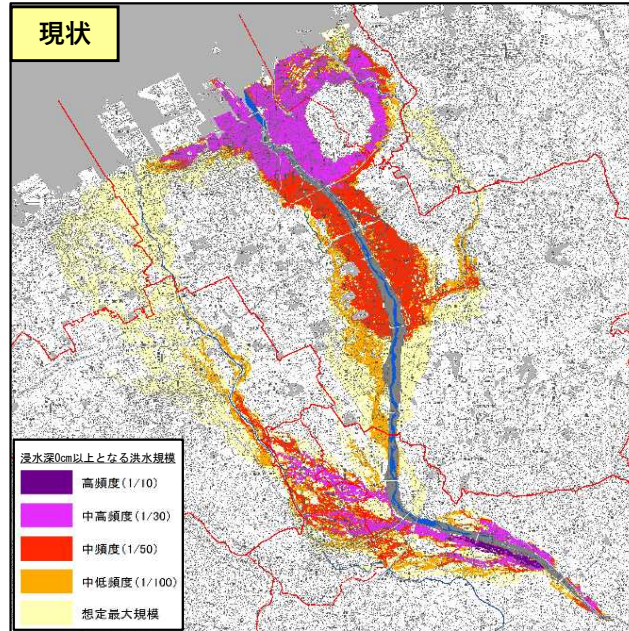 現状
浸水深0cm以上となる洪水規模
高頻度(1/10)
中高頻度(1/30)
中頻度(1/50)
中低頻度(1/100)
想定最大規模